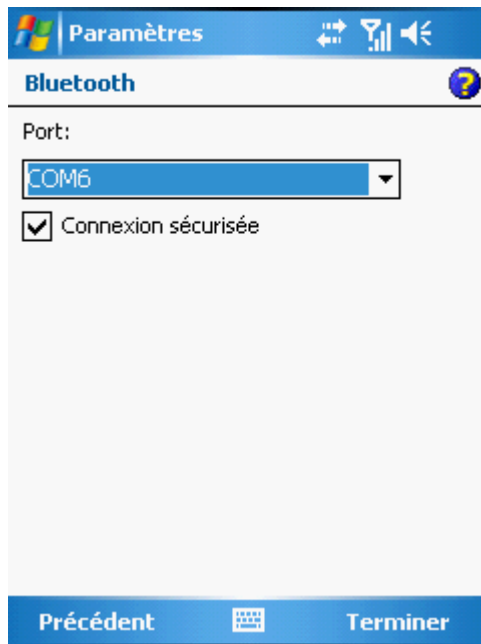 Paramètres
Bluetooth
Port:
COM6
Connexion sécurisée
Précédent
Terminer